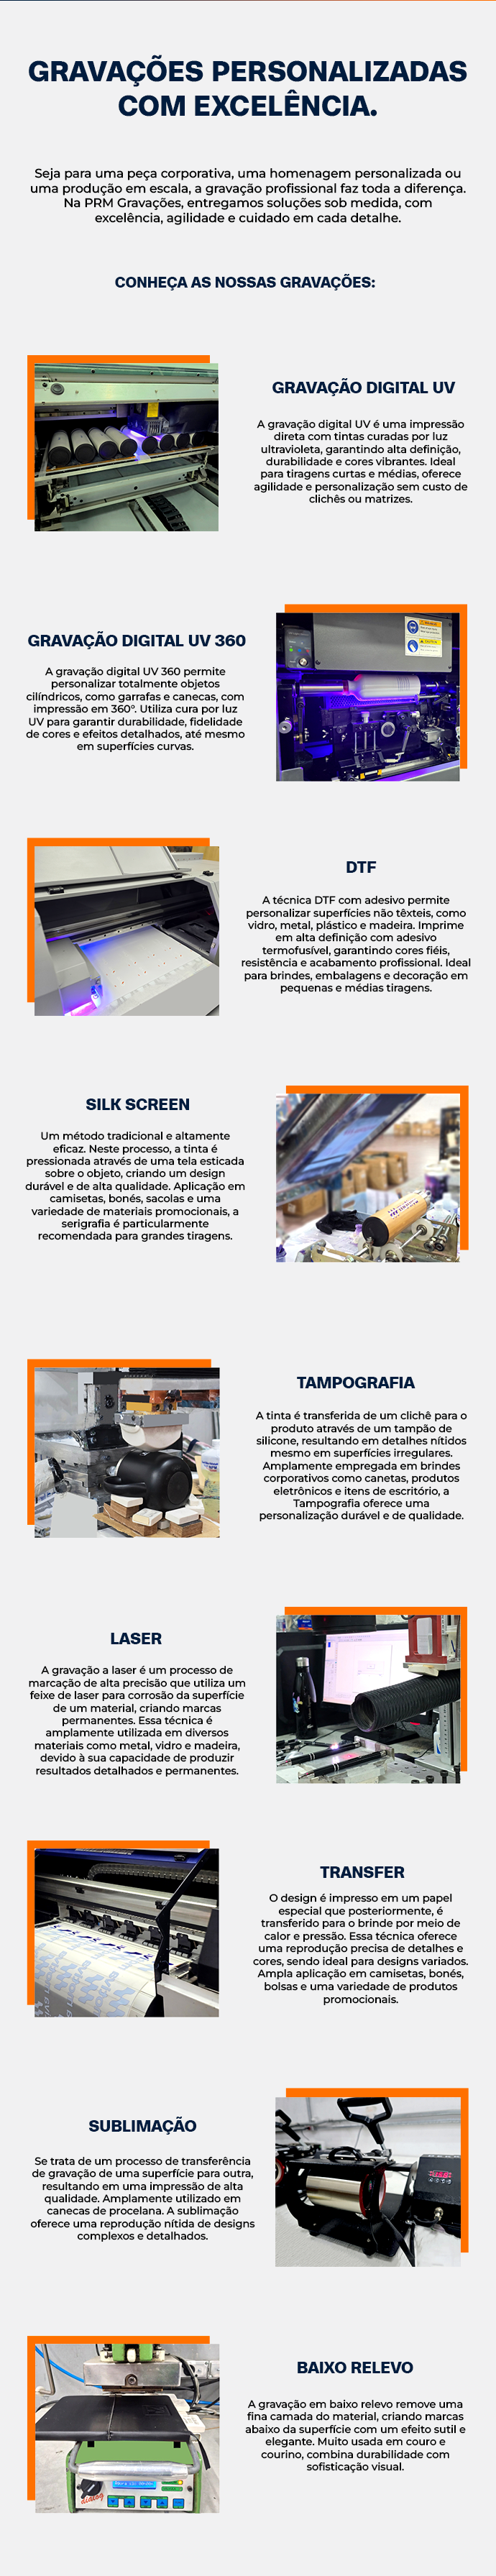 GRAVAÇÕES PERSONALIZADAS
COM EXCELÊNCIA.
Seja para uma peça corporativa, uma homenagem personalizada ou
uma produção em escala, a gravação profissional faz toda a diferença.
Na PRM Gravações, entregamos soluções sob medida, com
excelência, agilidade e cuidado em cada detalhe.
CONHEÇA AS NOSSAS GRAVAÇÕES:
GRAVAÇÃO DIGITAL UV
A gravação digital UV é uma impressão
direta com tintas curadas por luz
ultravioleta, garantindo alta definição,
durabilidade e cores vibrantes. Ideal
para tiragens curtas e médias, oferece
agilidade e personalização sem custo de
clichês ou matrizes.
GRAVAÇÃO DIGITAL UV 360
A gravação digital UV 360 permite
personalizar totalmente objetos
cilíndricos, como garrafas e canecas, com
impressão em 360°. Utiliza cura por luz
UV para garantir durabilidade, fidelidade
de cores e efeitos detalhados, até mesmo
em superfícies curvas.
DTF
A técnica DTF com adesivo permite
personalizar superfícies não têxteis, como
vidro, metal, plástico e madeira. Imprime
em alta definição com adesivo
termofusível, garantindo cores fiéis,
resistência e acabamento profissional. Ideal
para brindes, embalagens e decoração em
pequenas e médias tiragens.
SILK SCREEN
Um método tradicional e altamente
eficaz. Neste processo, a tinta é
pressionada através de uma tela esticada
sobre o objeto, criando um design
durável e de alta qualidade. Aplicação em
camisetas, bonés, sacolas e uma
variedade de materiais promocionais, a
serigrafia é particularmente
recomendada para grandes tiragens.
TAMPOGRAFIA
A tinta é transferida de um clichê para o
produto através de um tampão de
silicone, resultando em detalhes nítidos
mesmo em superfícies irregulares.
Amplamente empregada em brindes
corporativos como canetas, produtos
eletrônicos e itens de escritório, a
Tampografia oferece uma
personalização durável e de qualidade.
LASER
A gravação a laser é um processo de
marcação de alta precisão que utiliza um
feixe de laser para corrosão da superfície
de um material, criando marcas
permanentes. Essa técnica é
amplamente utilizada em diversos
materiais como metal, vidro e madeira,
devido à sua capacidade de produzir
resultados detalhados e permanentes.
TRANSFER
O design é impresso em um papel
especial que posteriormente, é
transferido para o brinde por meio de
calor e pressão. Essa técnica oferece
uma reprodução precisa de detalhes e
cores, sendo ideal para designs variados.
Ampla aplicação em camisetas, bonés,
bolsas e uma variedade de produtos
promocionais.
SUBLIMAÇÃO
Se trata de um processo de transferência
de gravação de uma superfície para outra,
resultando em uma impressão de alta
qualidade. Amplamente utilizado em
canecas de procelana. A sublimação
oferece uma reprodução nítida de designs
complexos e detalhados.
BAIXO RELEVO
A gravação em baixo relevo remove uma
fina camada do material, criando marcas
abaixo da superfície com um efeito sutil e
elegante. Muito usada em couro e
courino, combina durabilidade com
sofisticação visual.
dialog